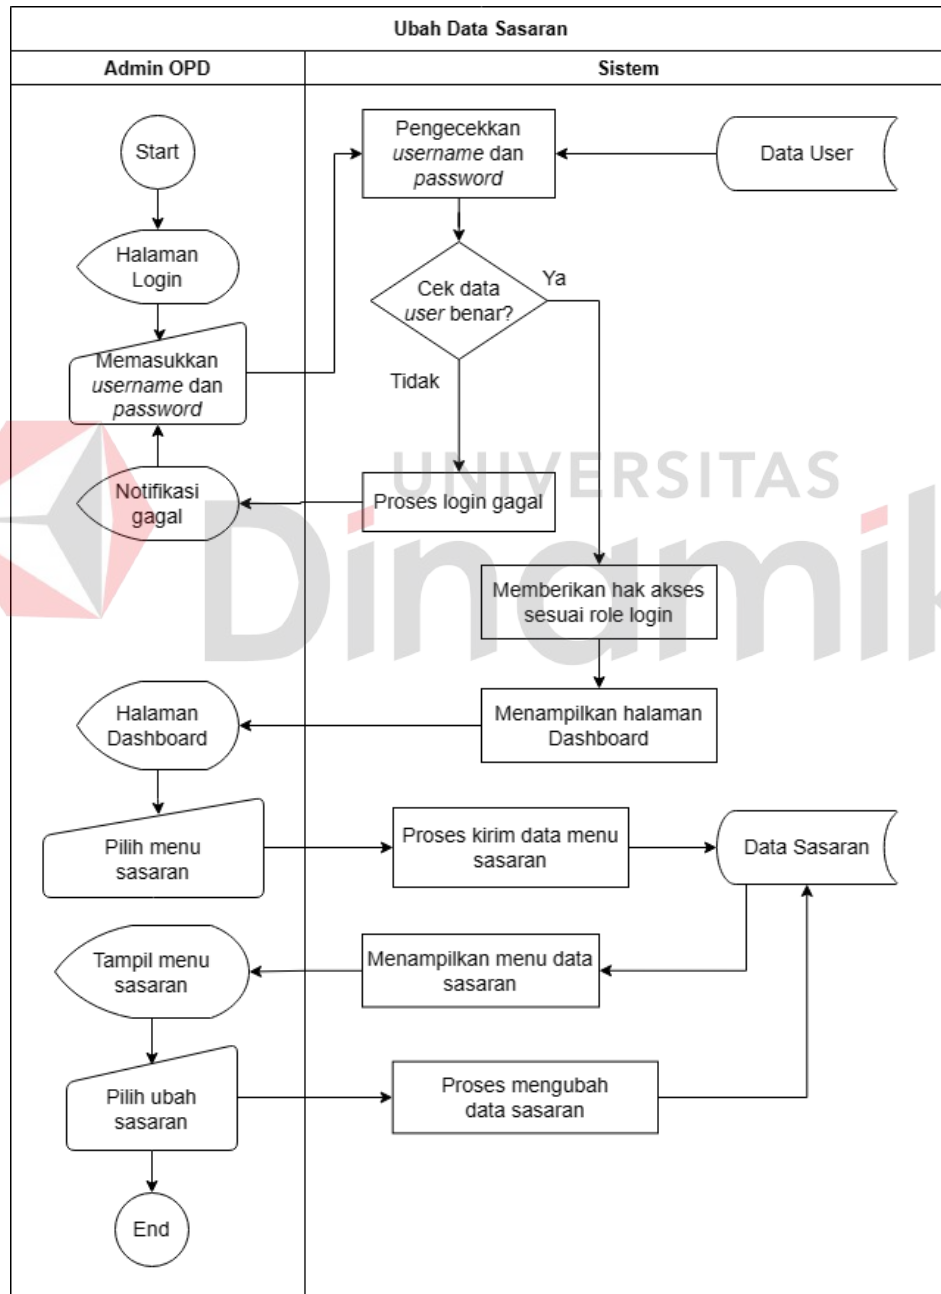 Ubah Data Sasaran
Admin OPD
Sistem
Start
Pengecekkan
username dan
password
Data User
Halaman
Login
Cek data
user benar?
Ya
Memasukkan
username dan
password
Tidak
Notifikasi
gagal
Proses login gagal
UNIVERSITAS
Dinamik
Memberikan hak akses
sesuai role login
Halaman
Dashboard
Menampilkan halaman
Dashboard
Pilih menu
sasaran
Proses kirim data menu
sasaran
Data Sasaran
Tampil menu
sasaran
Menampilkan menu data
sasaran
Pilih ubah
sasaran
Proses mengubah
data sasaran
End